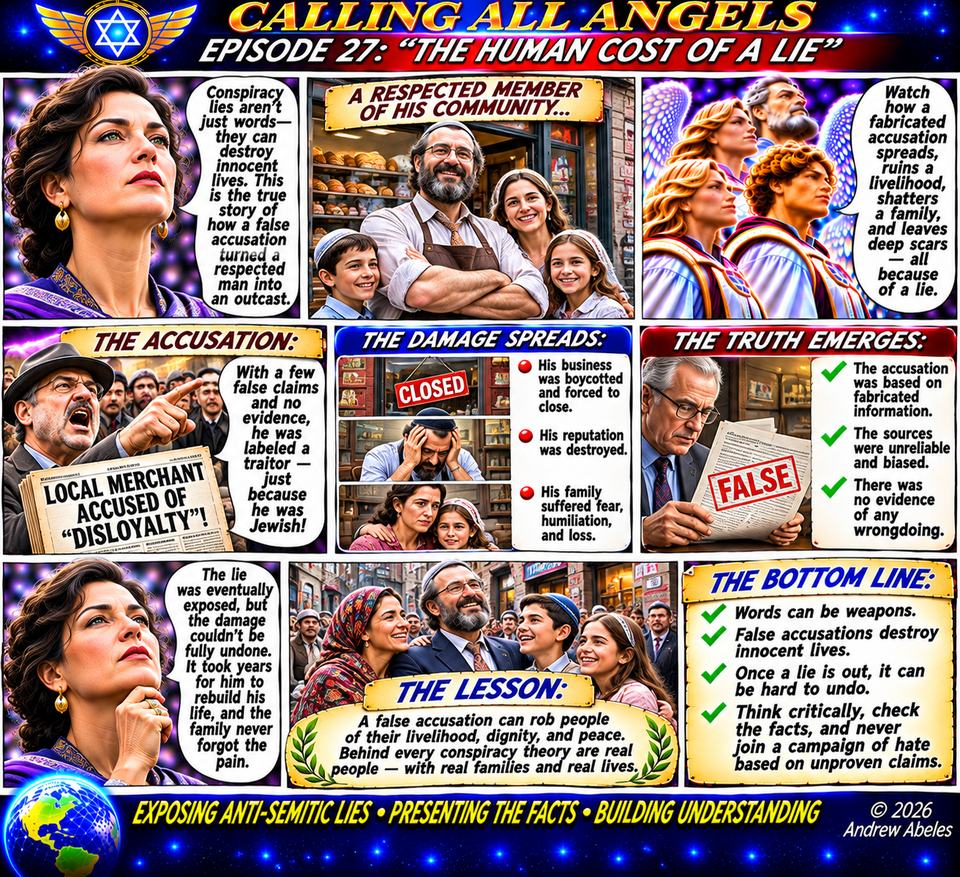 CALLING ALL ANGELS
EPISODE 27: “THE HUMAN COST OF A LIE”
Conspiracy
lies aren't
just words—
they can
destroy
innocent
lives. This
is the true
story of
how a false
accusation
turned a
respected
man into
an outcast.
A RESPECTED MEMBER
OF HIS COMMUNITY...
Watch
how a
fabricated
accusation
spreads,
ruins a
livelihood,
shatters
a family,
and leaves
deep scars
— all
because
of a lie.
THE ACCUSATION:
With a few
false claims
and no
evidence,
he was
labeled a
traitor —
just
because
he was
Jewish!
LOCAL MERCHANT
ACCUSED OF
“DISLOYALTY”!
THE DAMAGE SPREADS:
CLOSED
His business
was boycotted
and forced to
close.
His reputation
was destroyed.
His family
suffered fear,
humiliation,
and loss.
THE TRUTH EMERGES:
FALSE
The accusation
was based on
fabricated
information.
The sources
were unreliable
and biased.
There was
no evidence
of any
wrongdoing.
The lie
was eventually
exposed, but
the damage
couldn't be
fully undone.
It took years
for him to
rebuild his
life, and the
family never
forgot the
pain.
THE LESSON:
A false accusation can rob people
of their livelihood, dignity, and peace.
Behind every conspiracy theory are real
people — with real families and real lives.
THE BOTTOM LINE:
Words can be weapons.
False accusations destroy
innocent lives.
Once a lie is out, it can
be hard to undo.
Think critically, check
the facts, and never
join a campaign of hate
based on unproven claims.
EXPOSING ANTI-SEMITIC LIES • PRESENTING THE FACTS • BUILDING UNDERSTANDING
© 2026
Andrew Abeles